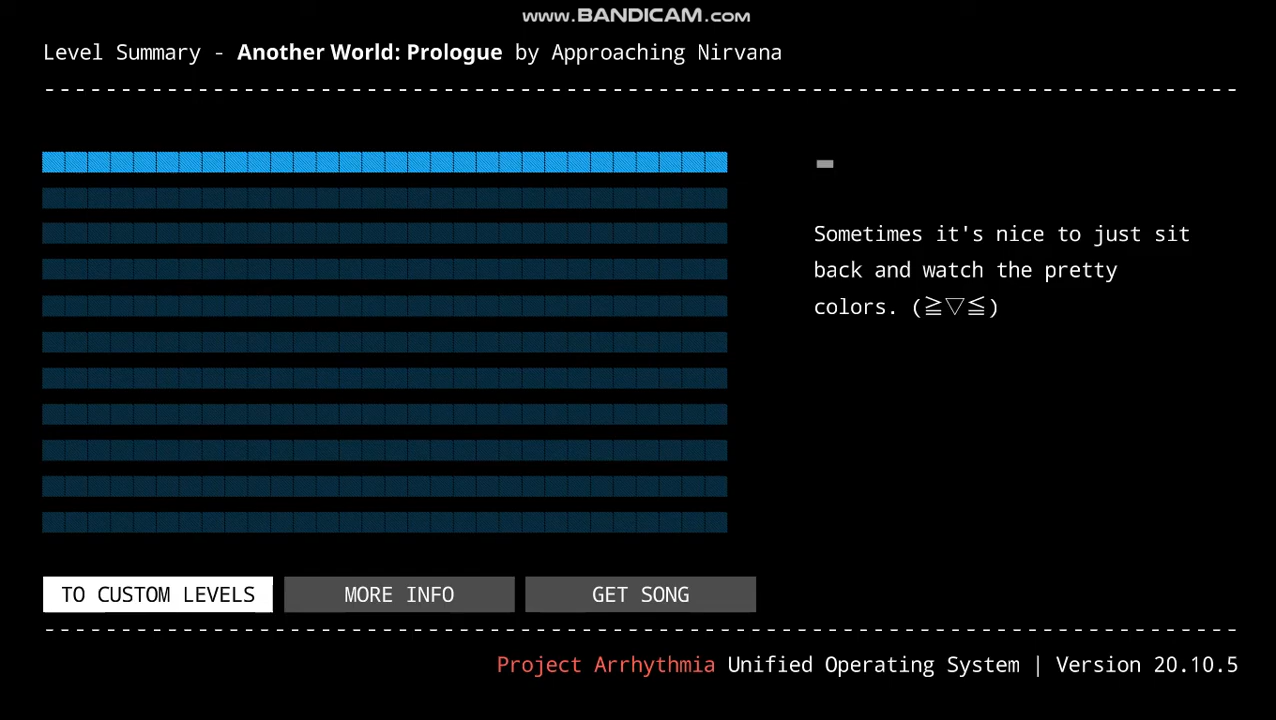 www.BANDICAM.com
Level Summary - Another World: Prologue by Approaching Nirvana
Sometimes it's nice to just sit
back and watch the pretty
colors. (≧▽≦)
TO CUSTOM LEVELS
MORE INFO
GET SONG
Project Arrhythmia Unified Operating System | Version 20.10.5